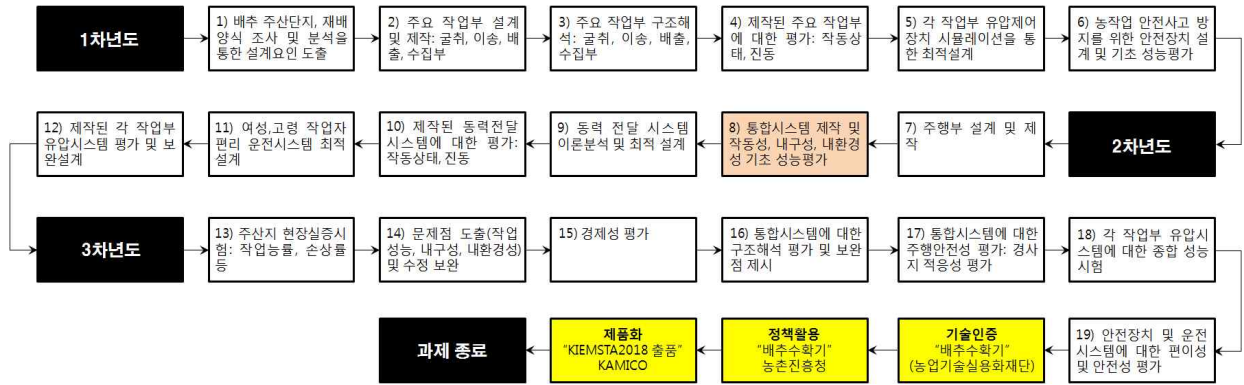 1차년도
1) 배추 주산단지, 재배
양식 조사 및 분석을
통한 설계요인 도출
2) 주요 작업부 설계
및 제작: 굴취, 이송, 배
출, 수집부
3) 주요 작업부 구조해
석: 굴취, 이송, 배출,
수집부
4) 제작된 주요 작업부
에 대한 평가: 작동상
태, 진동
5) 각 작업부 유압제어
장치 시뮬레이션을 통
한 최적설계
6) 농작업 안전사고 방
지를 위한 안전장치 설
계 및 기초 성능평가
2차년도
7) 주행부 설계 및 제
작
8) 통합시스템 제작 및
작동성, 내구성, 내환경
성 기초 성능평가
9) 동력 전달 시스템
이론분석 및 최적 설계
10) 제작된 동력전달
시스템에 대한 평가:
작동상태, 진동
11) 여성,고령 작업자
편리 운전시스템 최적
설계
12) 제작된 각 작업부
유압시스템 평가 및 보
완설계
3차년도
13) 주산지 현장실증시
험: 작업능률, 손상률
등
14) 문제점 도출(작업
성능, 내구성, 내환경성)
및 수정 보완
15) 경제성 평가
16) 통합시스템에 대한
구조해석 평가 및 보완
점 제시
17) 통합시스템에 대한
주행안전성 평가: 경사
지 적응성 평가
18) 각 작업부 유압시
스템에 대한 종합 성능
시험
19) 안전장치 및 운전
시스템에 대한 편이성
및 안전성 평가
기술인증
"배추수확기"
(농업기술실용화재단)
정책활용
"배추수확기"
농촌진흥청
제품화
"KIEMSTA2018 출품"
KAMICO
과제 종료